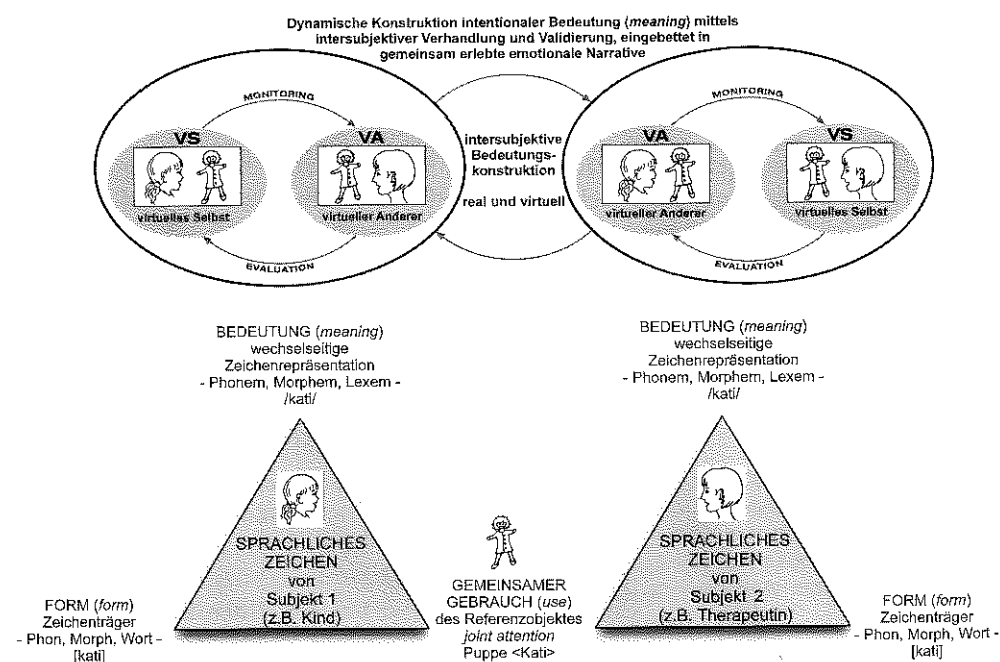 Dynamische Konstruktion intentionaler Bedeutung (meaning) mittels
intersubjektiver Verhandlung und Validierung, eingebettet in
gemeinsam erlebte emotionale Narrative
MONITORING
VS
VA
virtuelles Selbst
virtueller Anderer
EVALUATION
intersubjektive
Bedeutungs-
konstruktion
real und virtuell
MONITORING
VA
VS
virtueller Anderer
virtuelles Selbst
EVALUATION
BEDEUTUNG (meaning)
wechselseitige
Zeichenrepräsentation
- Phonem, Morphem, Lexem -
/kati/
BEDEUTUNG (meaning)
wechselseitige
Zeichenrepräsentation
- Phonem, Morphem, Lexem -
/kati/
SPRACHLICHES
ZEICHEN
von
Subjekt 1
(z.B. Kind)
SPRACHLICHES
ZEICHEN
von
Subjekt 2
(z.B. Therapeutin)
FORM (form)
Zeichenträger
- Phon, Morph, Wort -
[kati]
GEMEINSAMER
GEBRAUCH (use)
des Referenzobjektes
joint attention
Puppe <Kati>
FORM (form)
Zeichenträger
- Phon, Morph, Wort -
[kati]